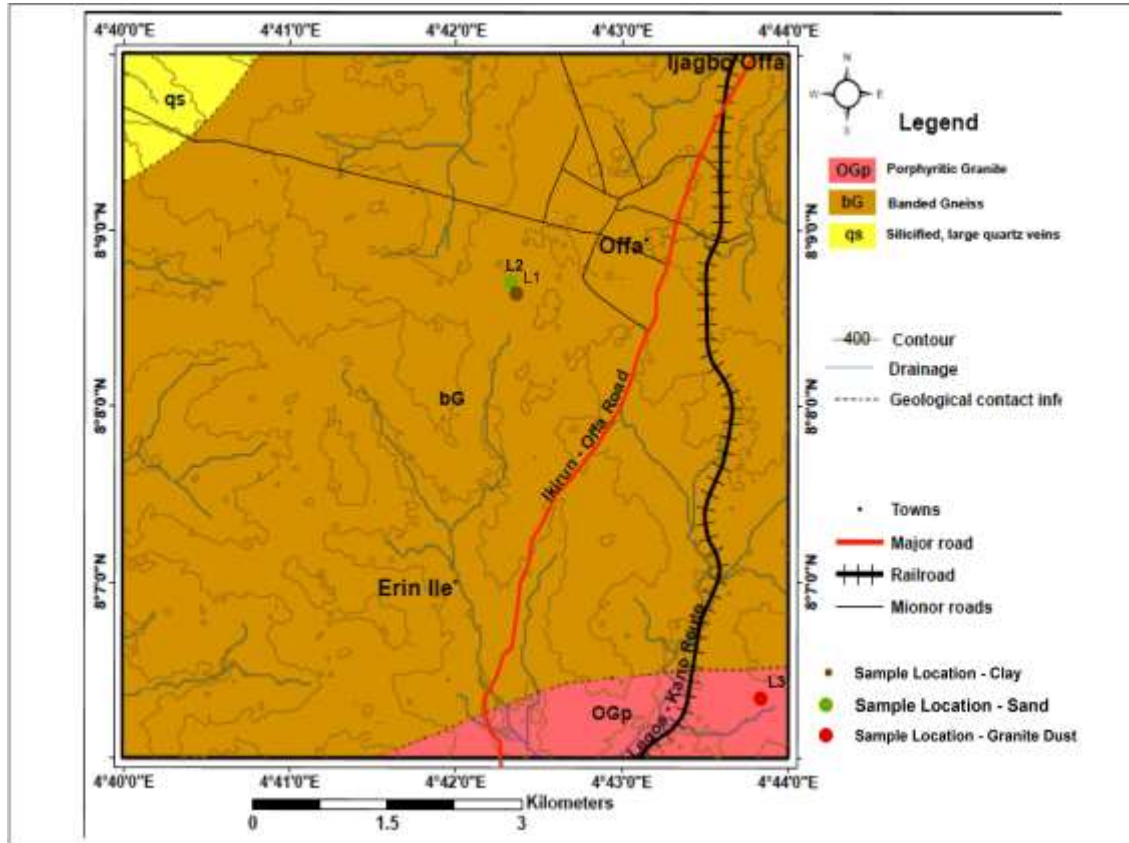 4°40'0"E 4°41'0"E 4°42'0"E 4°43'0"E 4°44'0"E
Ijagbo Offa
qs
N
W E
S
Legend
OGp Porphyritic Granite
bG Banded Gneiss
qs Silicified, large quartz veins
8°9'0"N
8°9'0"N
Offa
L2
L1
400 Contour
Drainage
Geological contact infe
8°8'0"N
8°8'0"N
bG
Ikirun - Offa Road
Towns
Major road
Railroad
Mionor roads
8°7'0"N
8°7'0"N
Erin Ile
Lagos - Kano Route
OGp
L3
Sample Location - Clay
Sample Location - Sand
Sample Location - Granite Dust
4°40'0"E 4°41'0"E 4°42'0"E 4°43'0"E 4°44'0"E
Kilometers
0 1.5 3